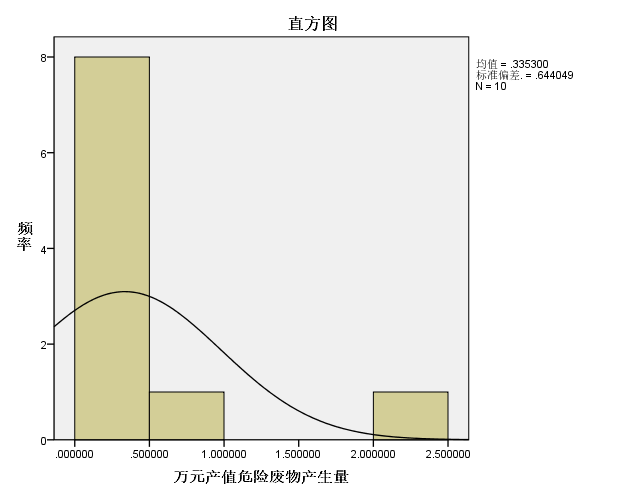 直方图
均值 = .335300
标准偏差. = .644049
N = 10
频率
8
6
4
2
0
.000000 .500000 1.000000 1.500000 2.000000 2.500000
万元产值危险废物产生量